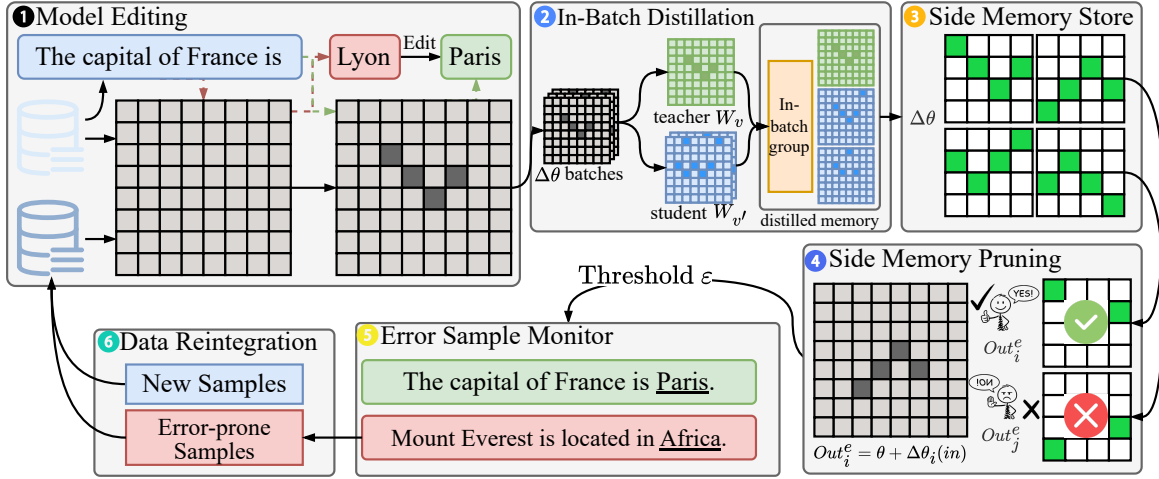 1 Model Editing
The capital of France is
Lyon
Edit
Paris
2 In-Batch Distillation
Δθ batches
teacher W_v
student W_{v'}
In-
batch
group
distilled memory
3 Side Memory Store
Δθ
4 Side Memory Pruning
YES!
Out_i^e
NO!
Out_j^e
Out_i^e = θ + Δθ_i(in)
Threshold ε
5 Error Sample Monitor
The capital of France is Paris.
Mount Everest is located in Africa.
6 Data Reintegration
New Samples
Error-prone
Samples